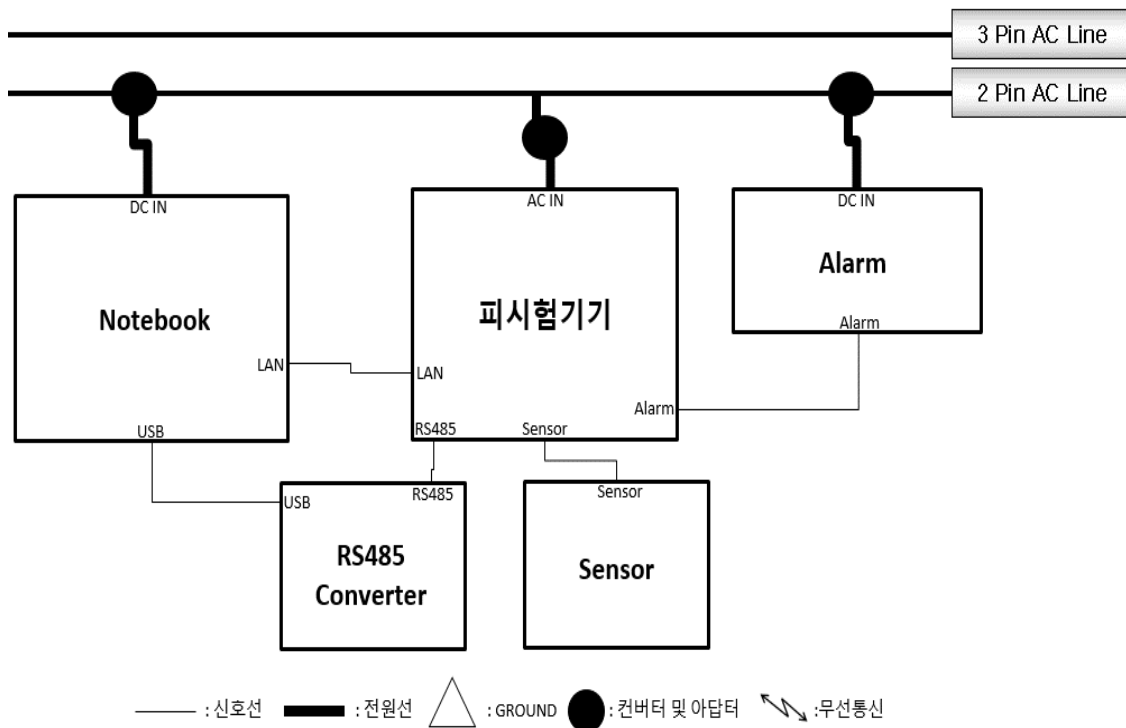 3 Pin AC Line
2 Pin AC Line
DC IN
AC IN
DC IN
Notebook
피시험기기
Alarm
Alarm
LAN
LAN
Alarm
USB
RS485
Sensor
USB
RS485
Sensor
RS485
Converter
Sensor
: 신호선 : 전원선 : GROUND : 컨버터 및 아답터 :무선통신